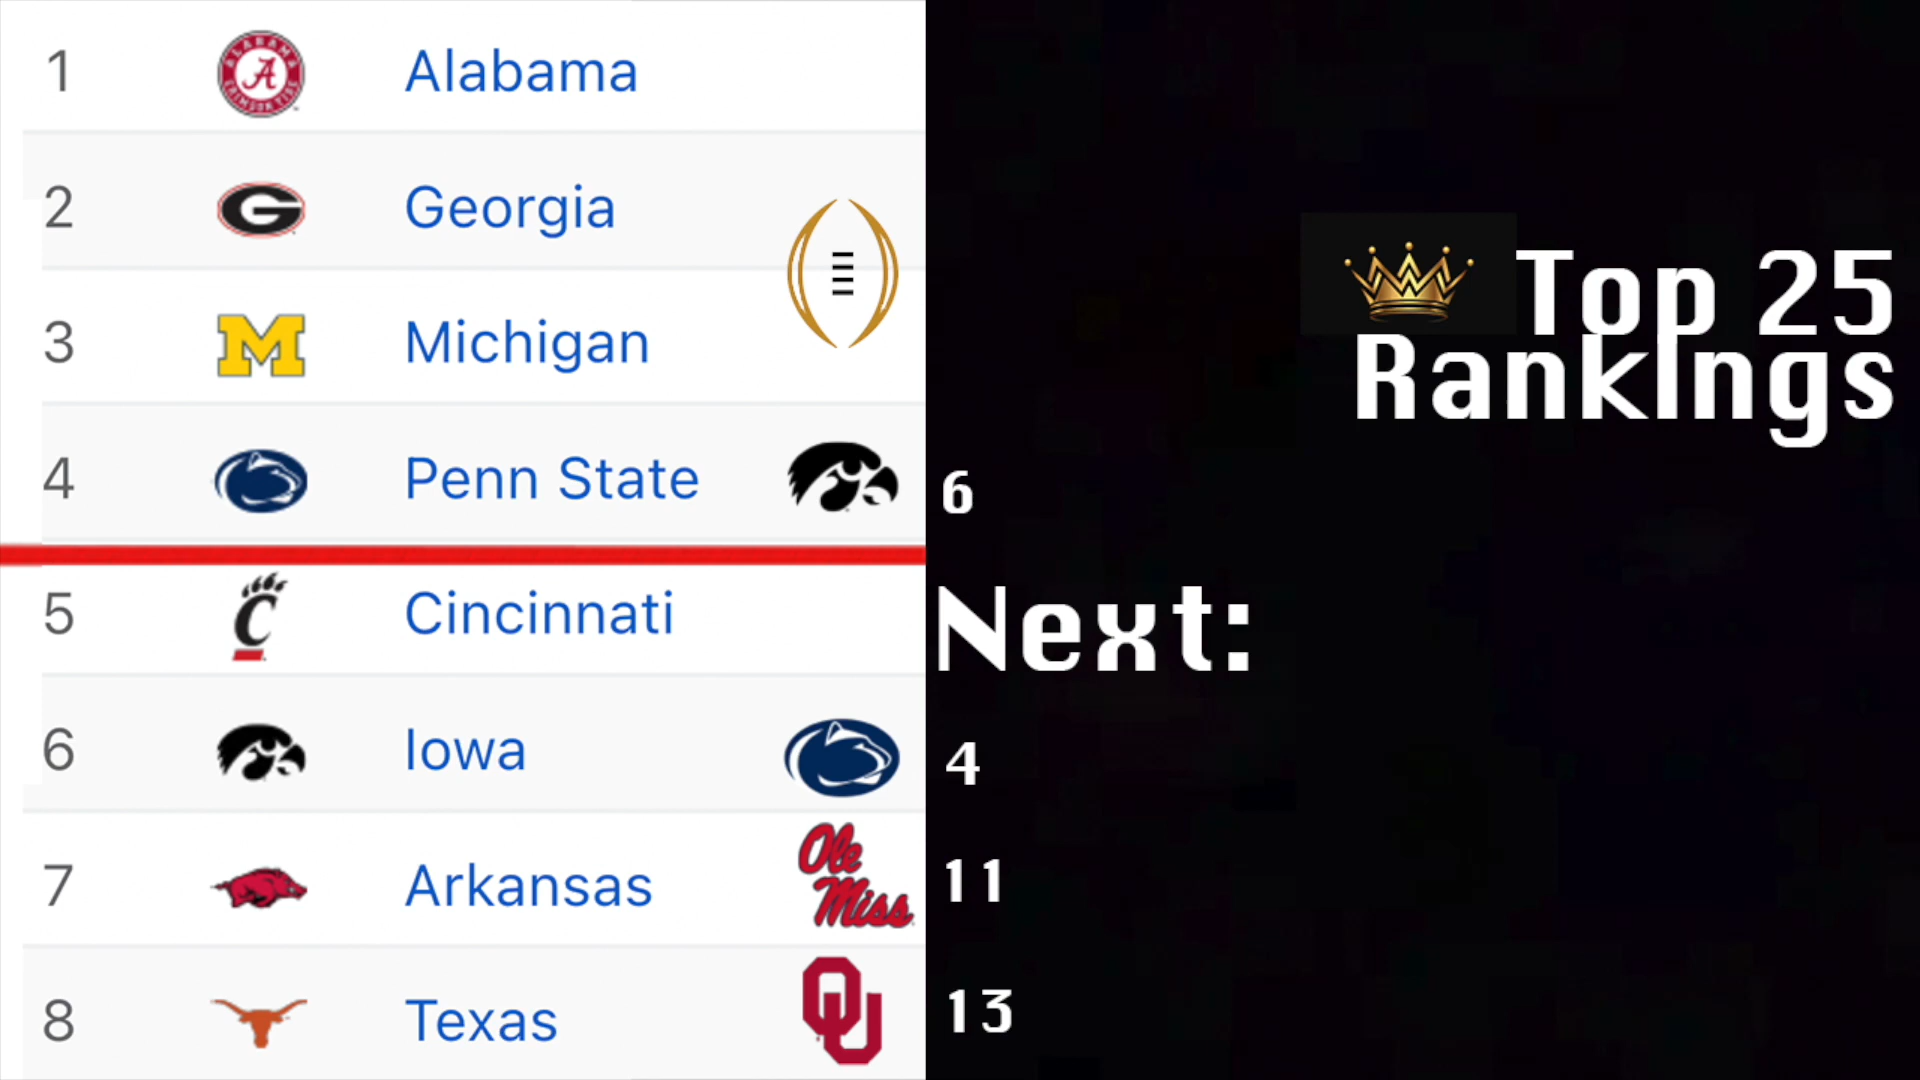 1 Alabama
2 Georgia
3 Michigan
4 Penn State 6
5 Cincinnati
6 Iowa 4
7 Arkansas Ole Miss 11
8 Texas OU 13
Top 25
Rankings
Next: